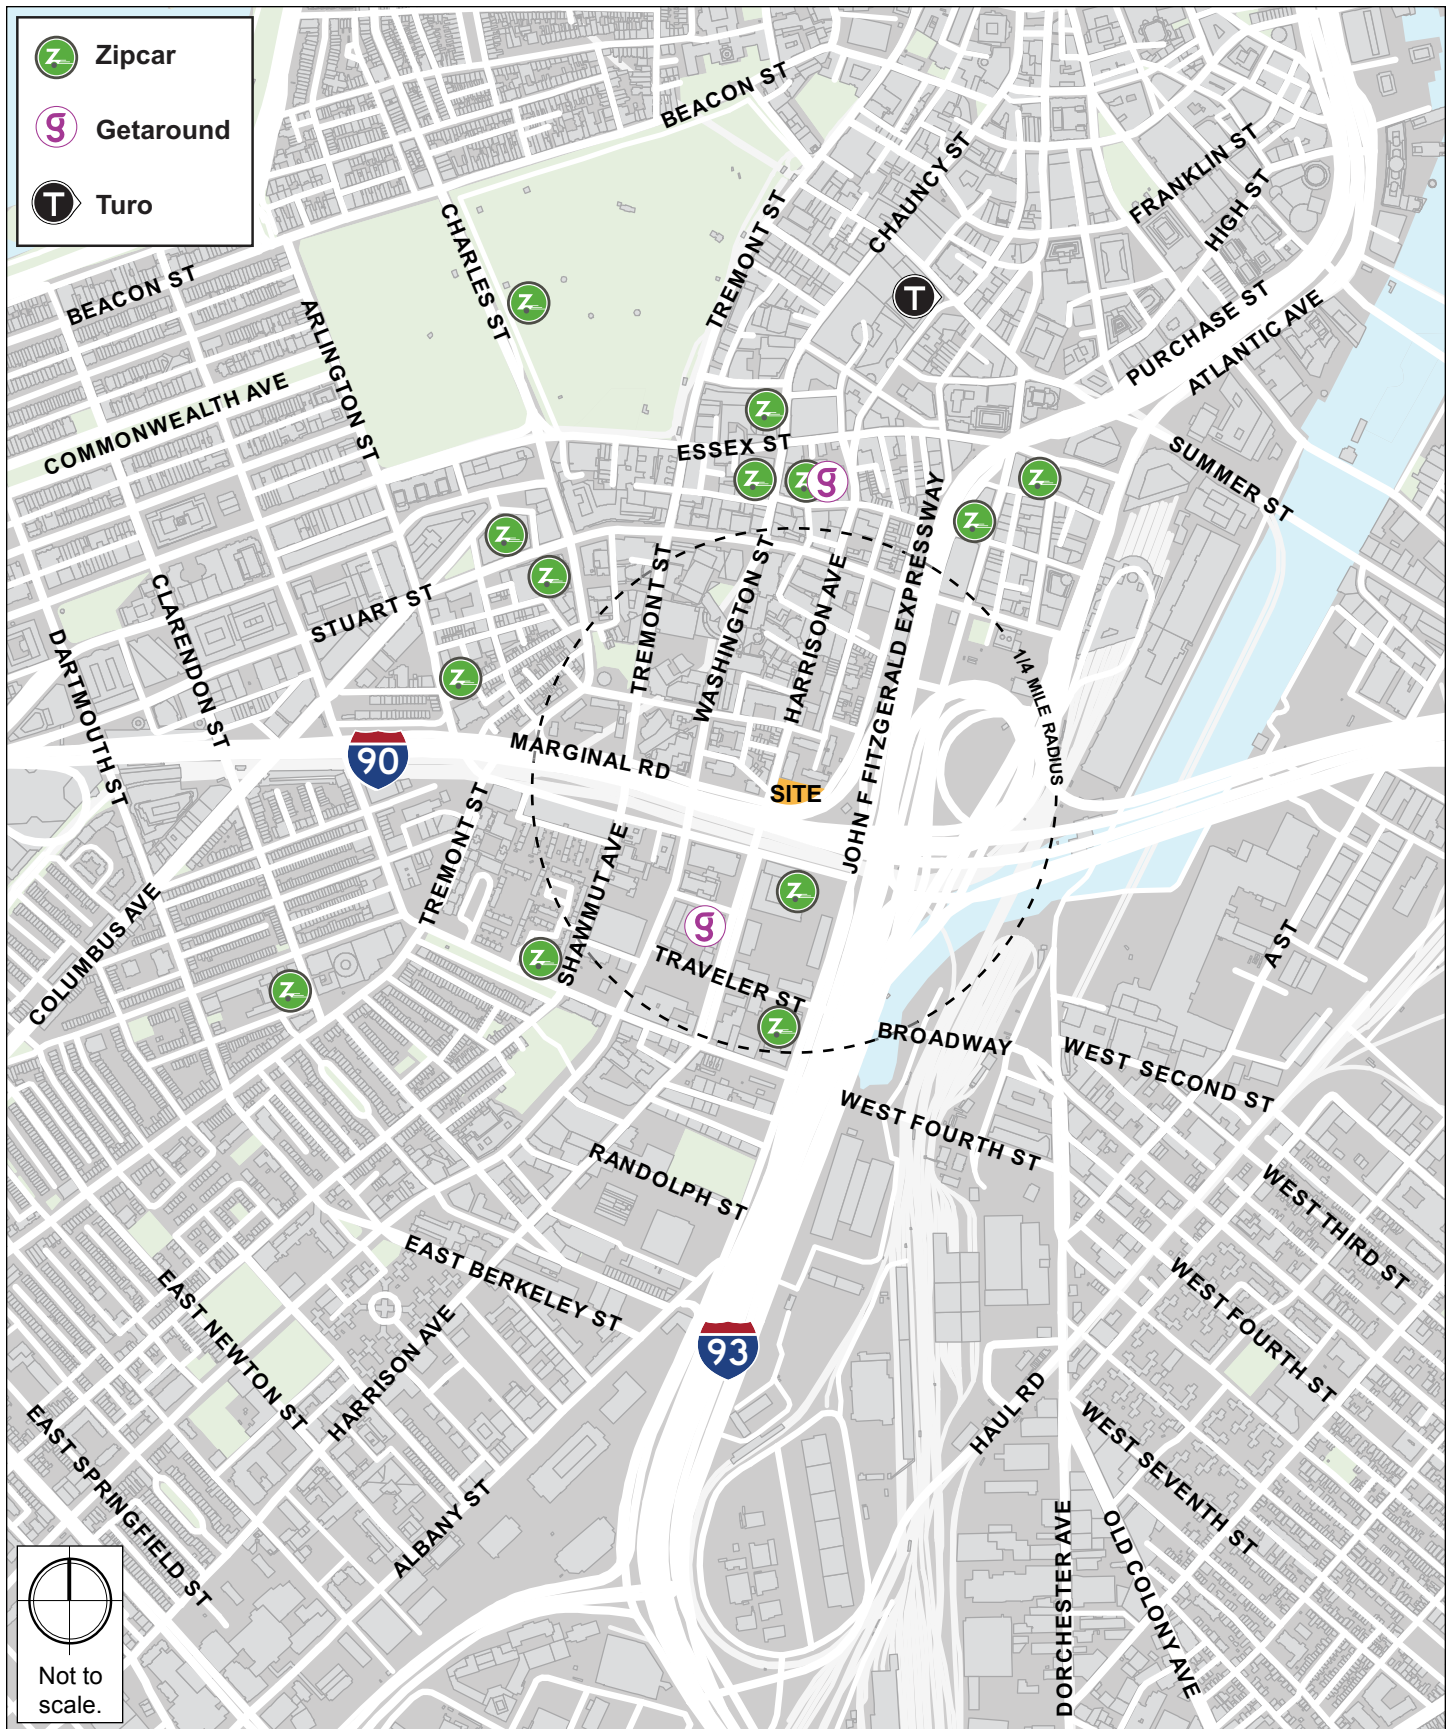 Zipcar
Getaround
Turo
BEACON ST
CHAUNCY ST
FRANKLIN ST
HIGH ST
TREMONT ST
CHARLES ST
BEACON ST
ARLINGTON ST
T
PURCHASE ST
ATLANTIC AVE
COMMONWEALTH AVE
ESSEX ST
SUMMER ST
STUART ST
CLARENDON ST
DARTMOUTH ST
TREMONT ST
WASHINGTON ST
HARRISON AVE
JOHN F FITZGERALD EXPRESSWAY
1/4 MILE RADIUS
90
MARGINAL RD
SITE
TREMONT ST
SHAWMUT AVE
COLUMBUS AVE
TRAVELER ST
A ST
BROADWAY
WEST SECOND ST
WEST FOURTH ST
RANDOLPH ST
WEST THIRD ST
EAST BERKELEY ST
WEST FOURTH ST
EAST NEWTON ST
HARRISON AVE
93
HAUL RD
EAST SPRINGFIELD ST
ALBANY ST
WEST SEVENTH ST
DORCHESTER AVE
OLD COLONY AVE
Not to
scale.